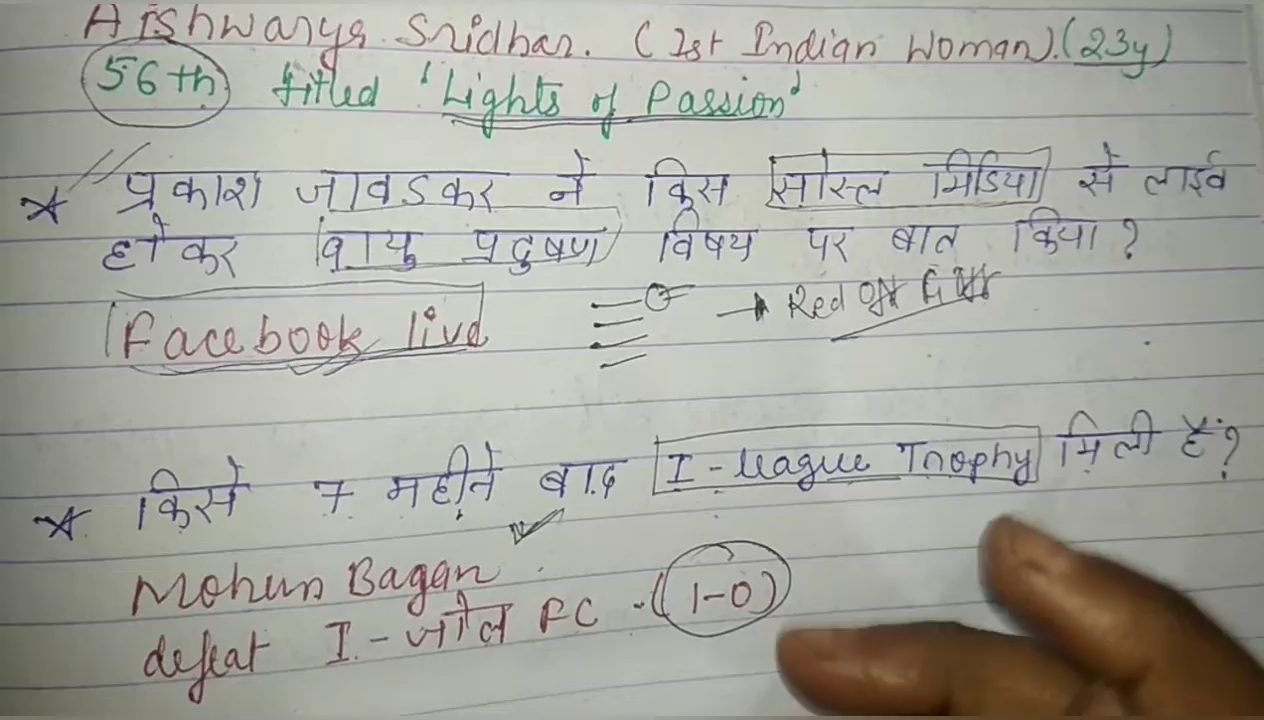 Aishwarya Sridhar. (1st Indian Woman).(23y)
56th titled 'Lights of Passion'
* प्रकाश जावडकर ने किस सोस्ल मिडिया से लाईव
होकर वायु प्रदुषण विषय पर बात किया?
Facebook live → Red
* किसे 7 महीने बाद I-league Trophy मिली हैं?
Mohun Bagan
defeat I-जोल FC. (1-0)